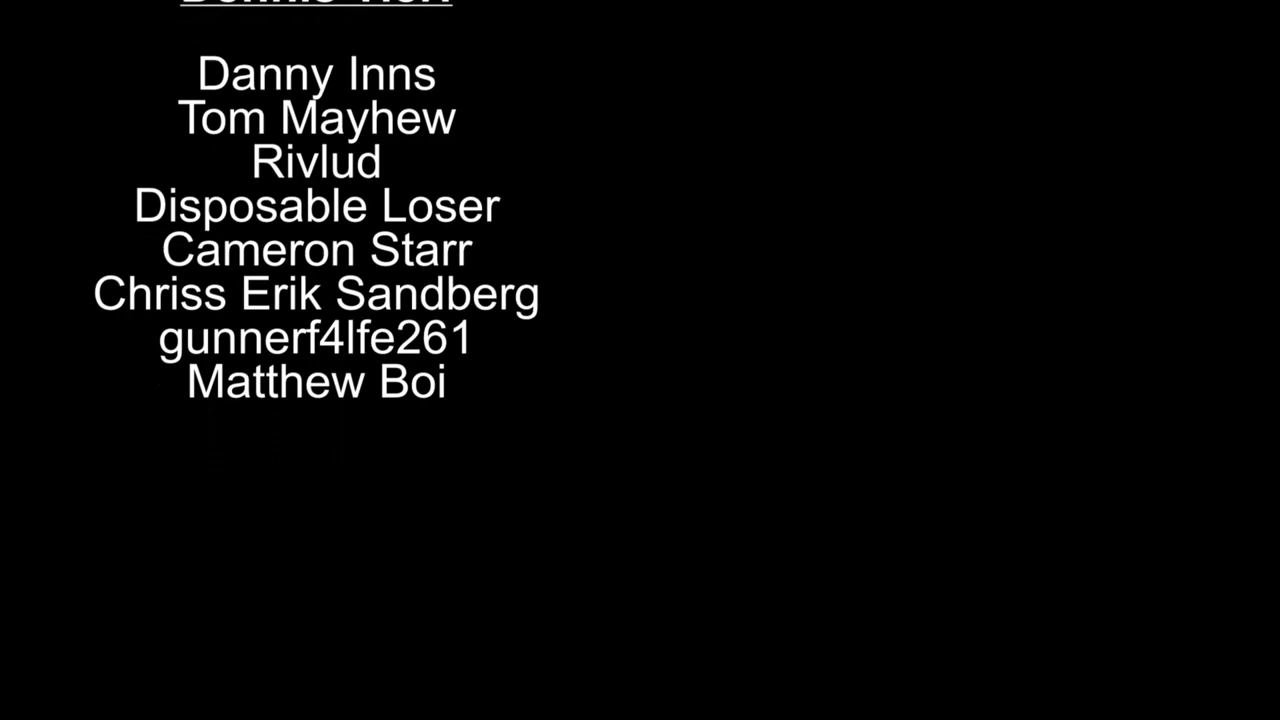 Danny Inns
Tom Mayhew
Rivlud
Disposable Loser
Cameron Starr
Chriss Erik Sandberg
gunnerf4lfe261
Matthew Boi